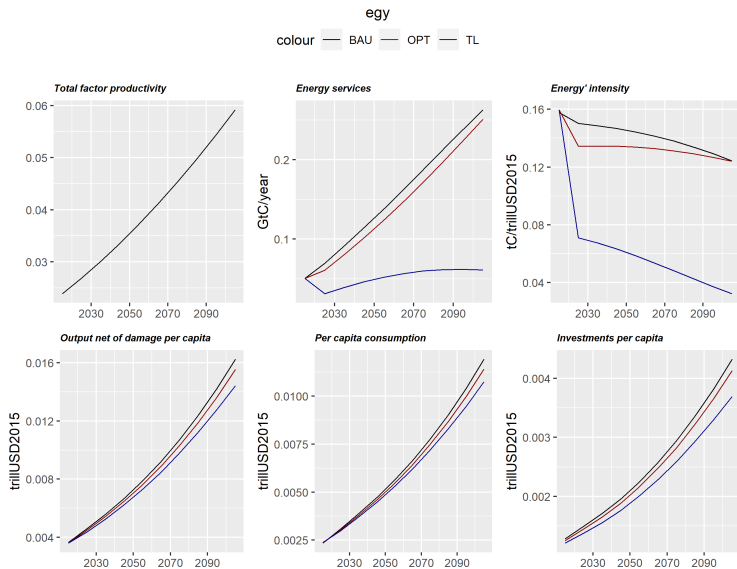 egy
colour BAU OPT TL
Total factor productivity
0.06
0.05
0.04
0.03
2030 2050 2070 2090
Energy services
GtC/year
0.2
0.1
2030 2050 2070 2090
Energy' intensity
tC/trillUSD2015
0.16
0.12
0.08
0.04
2030 2050 2070 2090
Output net of damage per capita
trillUSD2015
0.016
0.012
0.008
0.004
2030 2050 2070 2090
Per capita consumption
trillUSD2015
0.0100
0.0075
0.0050
0.0025
2030 2050 2070 2090
Investments per capita
trillUSD2015
0.004
0.003
0.002
2030 2050 2070 2090